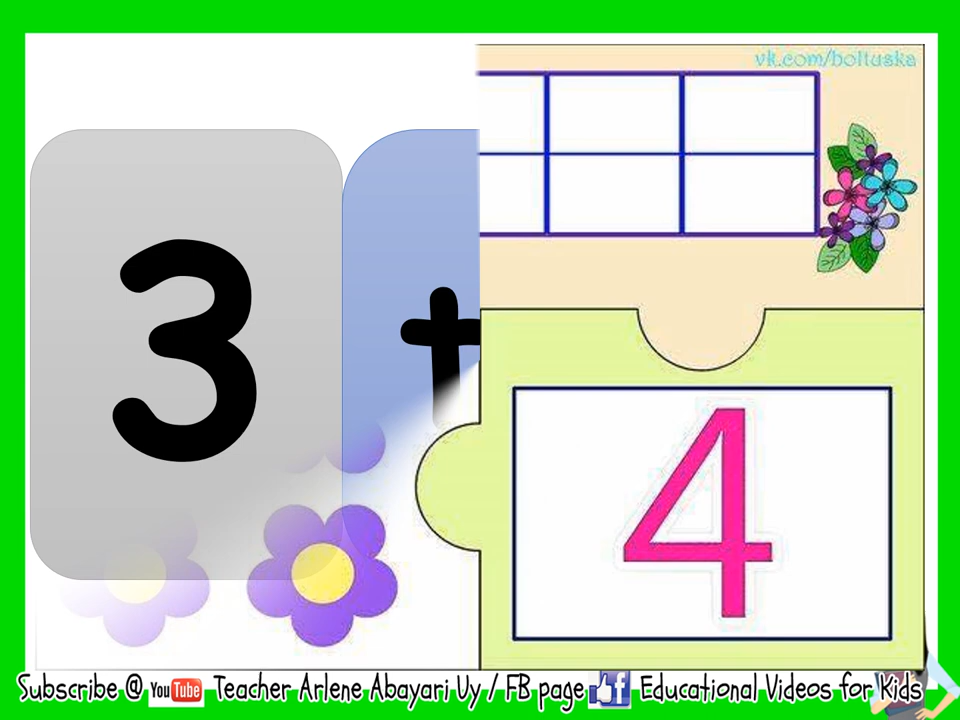 vk.com/boltuska
3 t
4
Subscribe @ YouTube Teacher Arlene Abayari Uy / FB page f Educational Videos for Kids